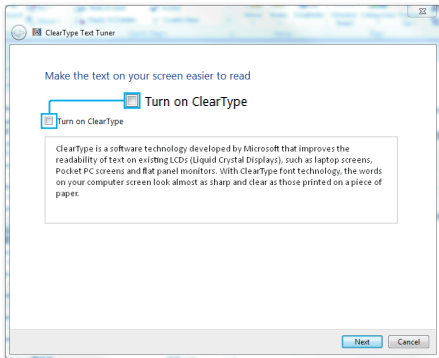 ClearType Text Tuner
Make the text on your screen easier to read
Turn on ClearType
Turn on ClearType
ClearType is a software technology developed by Microsoft that improves the
readability of text on existing LCDs (Liquid Crystal Displays), such as laptop screens,
Pocket PC screens and flat panel monitors. With ClearType font technology, the words
on your computer screen look almost as sharp and clear as those printed on a piece of
paper.
Next Cancel